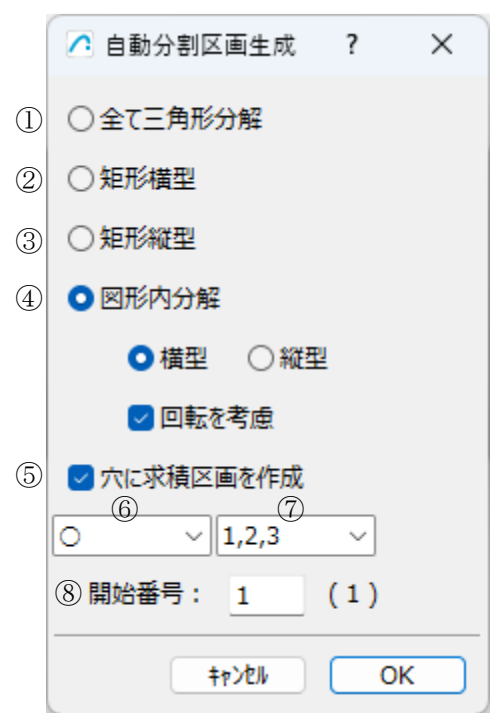 自動分割区画生成 ? ×
① 全て三角形分解
② 矩形横型
③ 矩形縦型
④ 図形内分解
横型 縦型
回転を考慮
⑤ 穴に求積区画を作成
⑥ ⑦
○ 1,2,3
⑧ 開始番号： 1 ( 1 )
ｷｬﾝｾﾙ OK